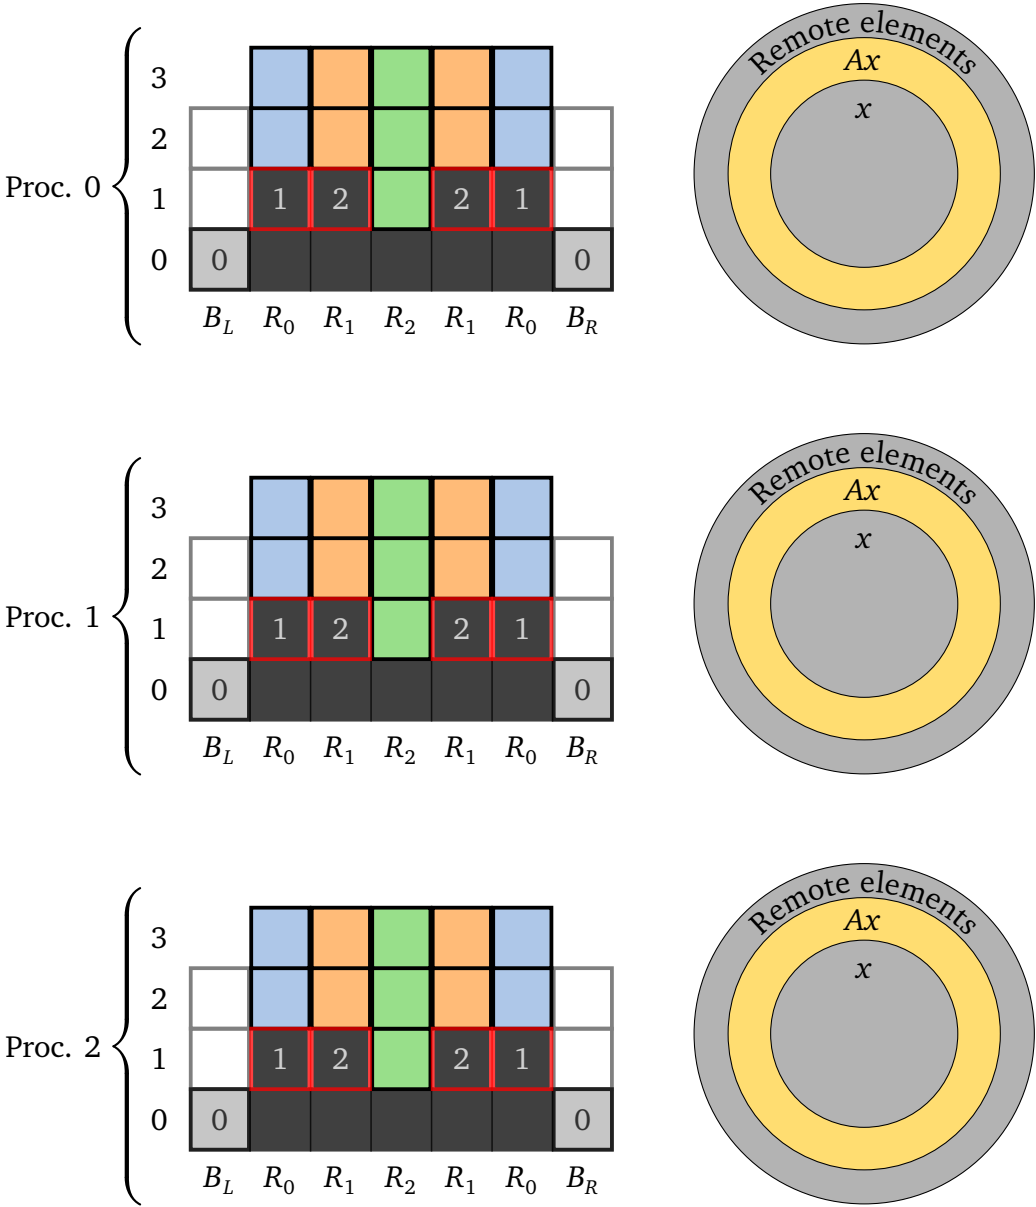 Remote elements
Ax
x
Proc. 0
3
2
1 1 2 2 1
0 0 0
B_L R_0 R_1 R_2 R_1 R_0 B_R
Remote elements
Ax
x
Proc. 1
3
2
1 1 2 2 1
0 0 0
B_L R_0 R_1 R_2 R_1 R_0 B_R
Remote elements
Ax
x
Proc. 2
3
2
1 1 2 2 1
0 0 0
B_L R_0 R_1 R_2 R_1 R_0 B_R